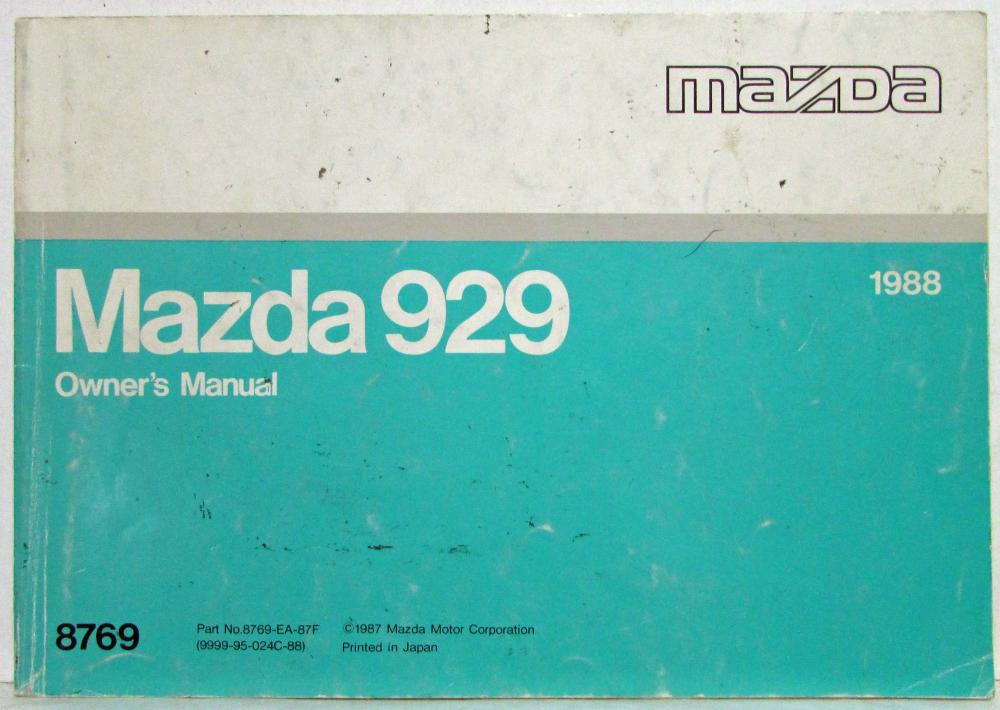 mazda
Mazda 929
1988
Owner's Manual
8769
Part No.8769-EA-87F ©1987 Mazda Motor Corporation
(9999-95-024C-88) Printed in Japan